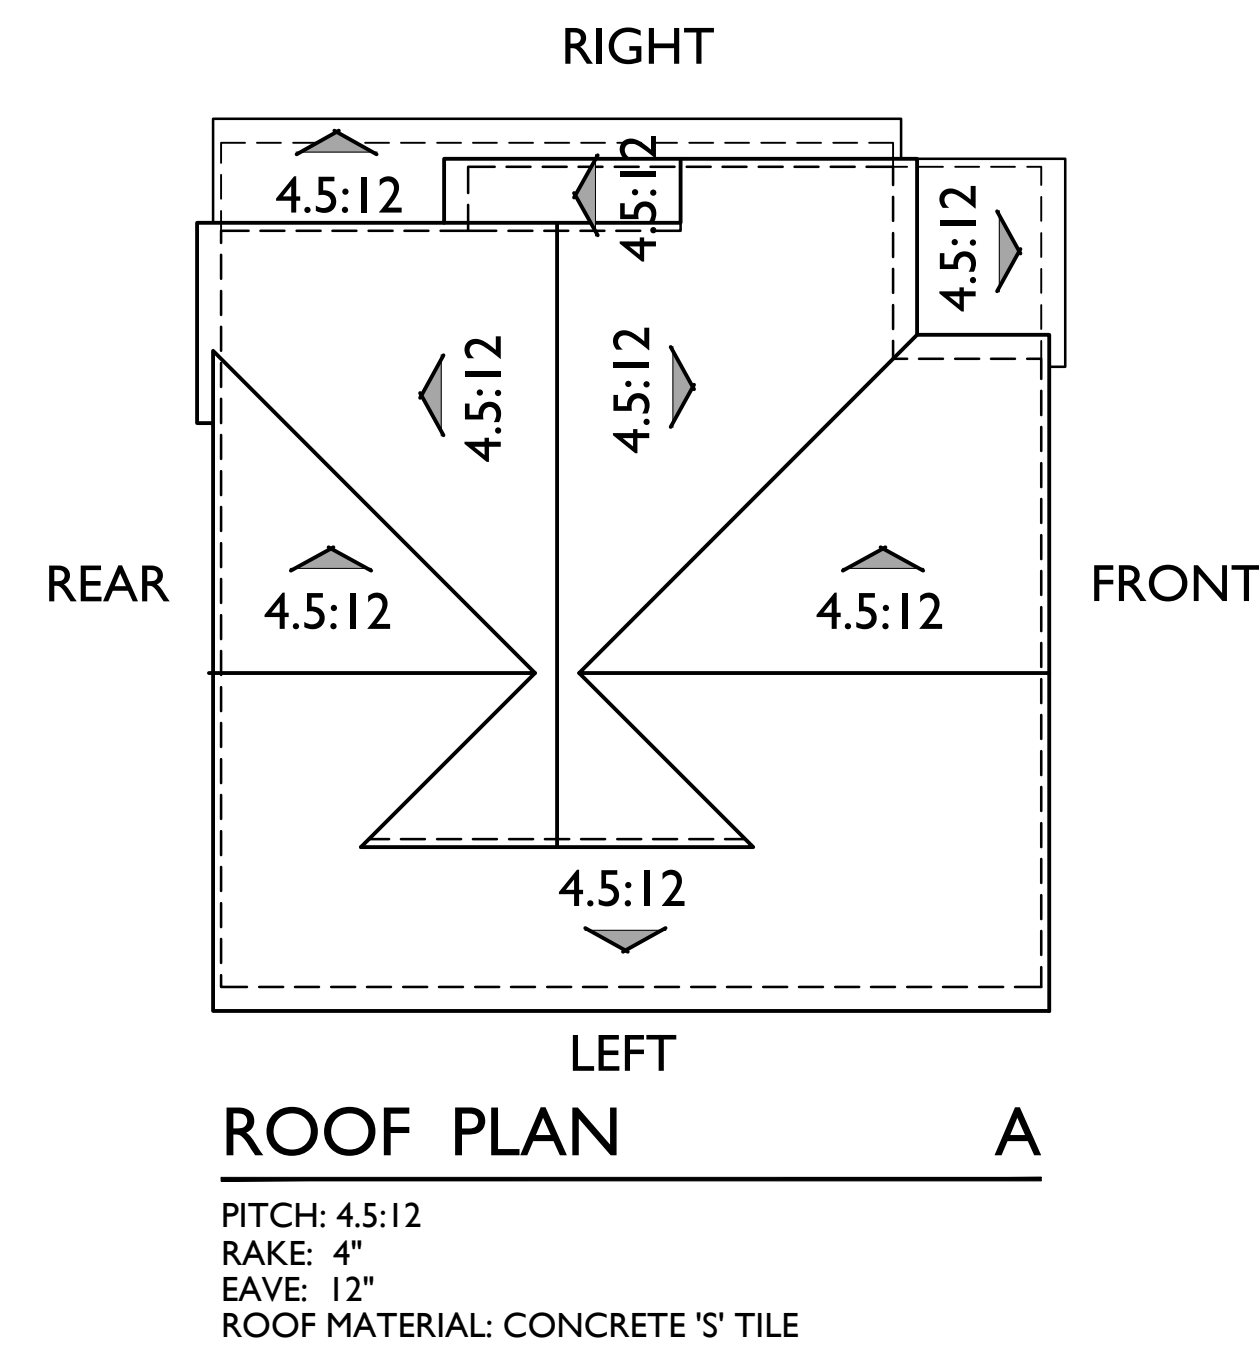 RIGHT
4.5:12
4.5:12
4.5:12
4.5:12
4.5:12
REAR
FRONT
4.5:12
4.5:12
4.5:12
LEFT
ROOF PLAN A
PITCH: 4.5:12
RAKE: 4"
EAVE: 12"
ROOF MATERIAL: CONCRETE 'S' TILE